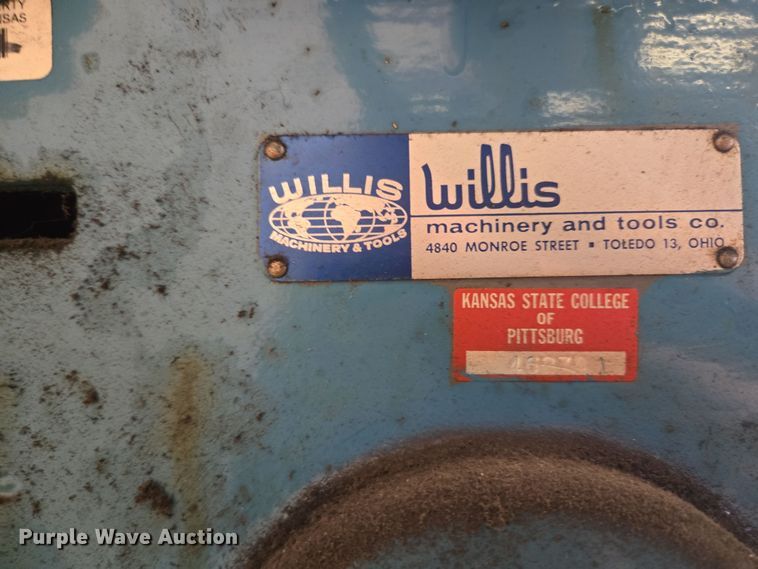 WILLIS
MACHINERY & TOOLS
Willis
machinery and tools co.
4840 MONROE STREET ▪ TOLEDO 13, OHIO
KANSAS STATE COLLEGE
OF
PITTSBURG
Purple Wave Auction